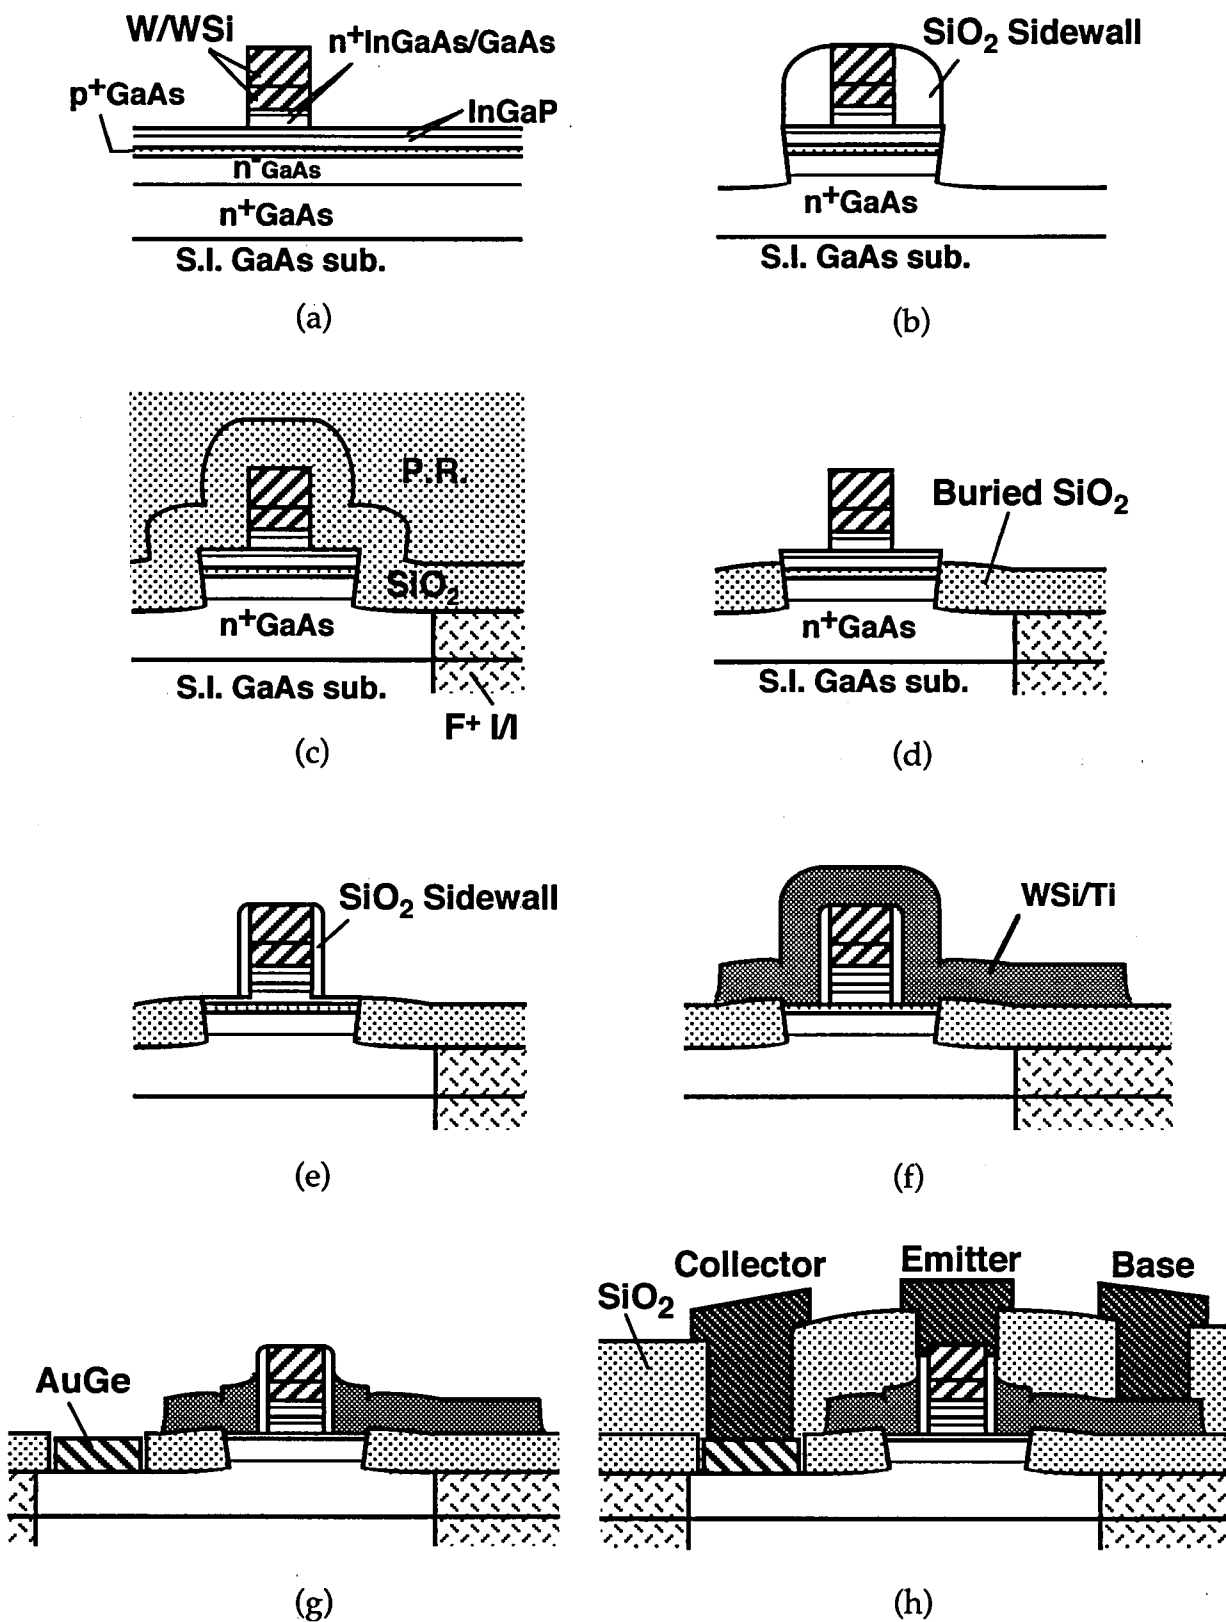 W/WSi
n⁺InGaAs/GaAs
p⁺GaAs
InGaP
n⁻GaAs
n⁺GaAs
S.I. GaAs sub.
(a)
SiO₂ Sidewall
n⁺GaAs
S.I. GaAs sub.
(b)
P.R.
SiO₂
n⁺GaAs
S.I. GaAs sub.
F⁺ I/I
(c)
Buried SiO₂
n⁺GaAs
S.I. GaAs sub.
(d)
SiO₂ Sidewall
(e)
WSi/Ti
(f)
AuGe
(g)
Collector
Emitter
Base
SiO₂
(h)